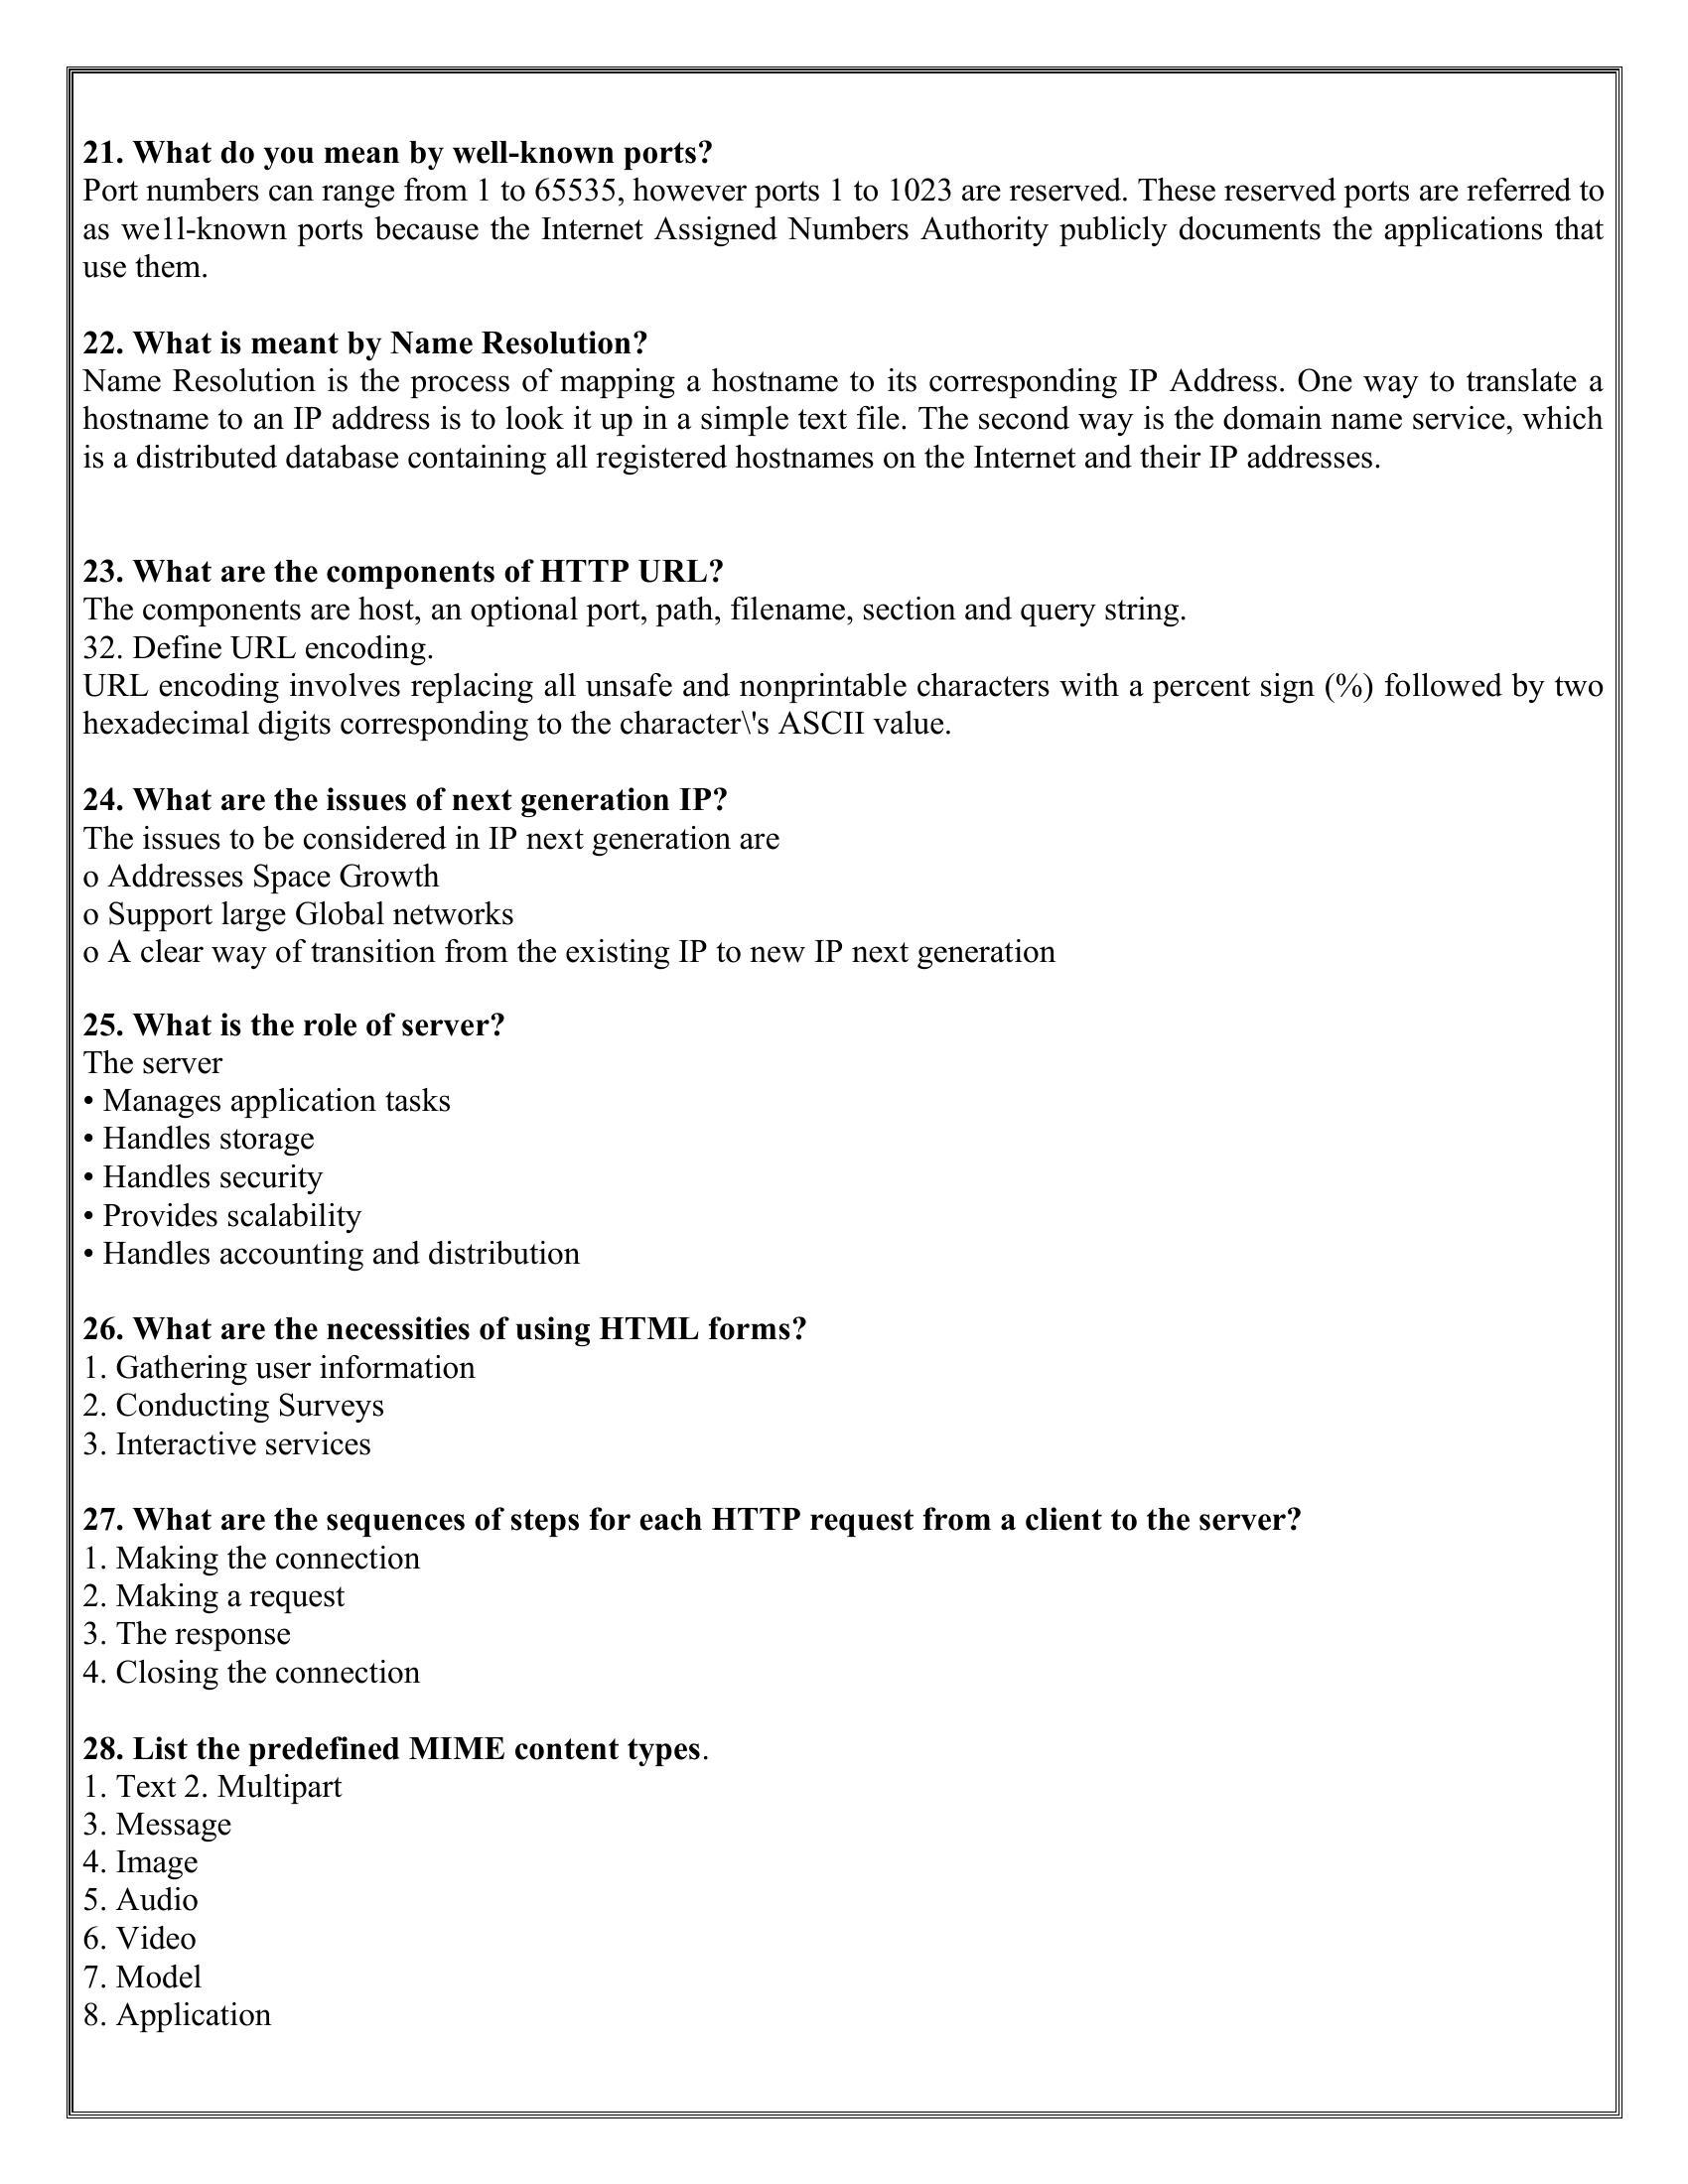 21. What do you mean by well-known ports?
Port numbers can range from 1 to 65535, however ports 1 to 1023 are reserved. These reserved ports are referred to
as we1l-known ports because the Internet Assigned Numbers Authority publicly documents the applications that
use them.
22. What is meant by Name Resolution?
Name Resolution is the process of mapping a hostname to its corresponding IP Address. One way to translate a
hostname to an IP address is to look it up in a simple text file. The second way is the domain name service, which
is a distributed database containing all registered hostnames on the Internet and their IP addresses.
23. What are the components of HTTP URL?
The components are host, an optional port, path, filename, section and query string.
32. Define URL encoding.
URL encoding involves replacing all unsafe and nonprintable characters with a percent sign (%) followed by two
hexadecimal digits corresponding to the character\'s ASCII value.
24. What are the issues of next generation IP?
The issues to be considered in IP next generation are
o Addresses Space Growth
o Support large Global networks
o A clear way of transition from the existing IP to new IP next generation
25. What is the role of server?
The server
• Manages application tasks
• Handles storage
• Handles security
• Provides scalability
• Handles accounting and distribution
26. What are the necessities of using HTML forms?
1. Gathering user information
2. Conducting Surveys
3. Interactive services
27. What are the sequences of steps for each HTTP request from a client to the server?
1. Making the connection
2. Making a request
3. The response
4. Closing the connection
28. List the predefined MIME content types.
1. Text 2. Multipart
3. Message
4. Image
5. Audio
6. Video
7. Model
8. Application